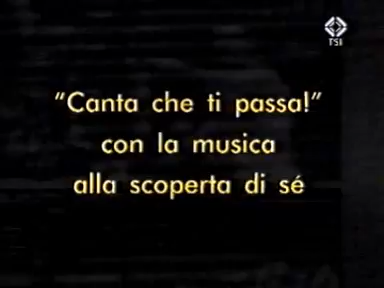 TSI
“Canta che ti passa!”
con la musica
alla scoperta di sé